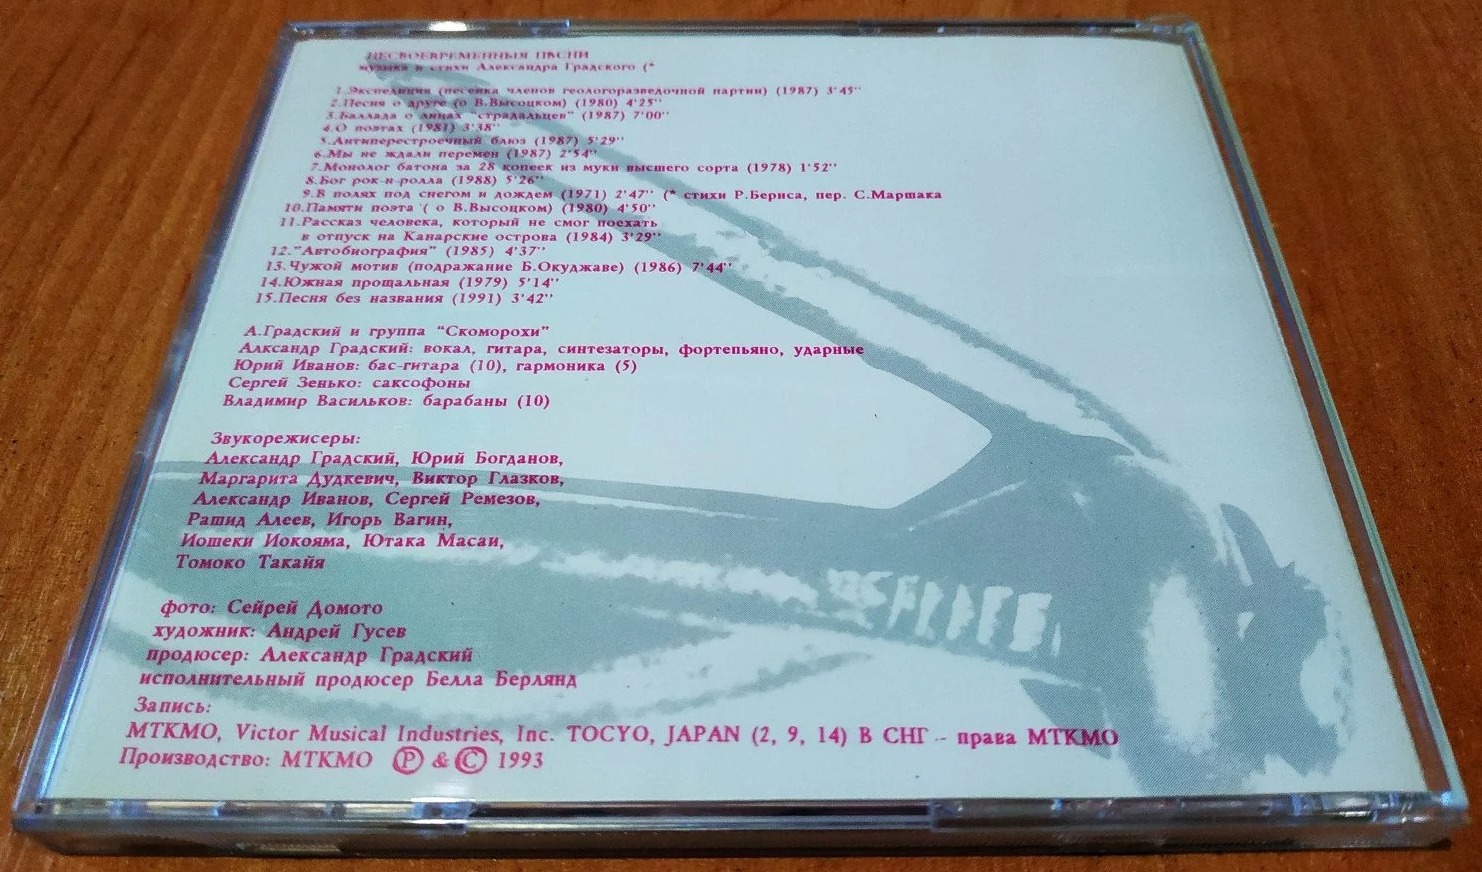 НЕСВОЕВРЕМЕННЫЯ ПѢСНИ
музыка и стихи Александра Градского (*
1.Экспедиция (песенка членов геологоразведочной партии) (1987) 3'45''
2.Песня о друге (о В.Высоцком) (1980) 4'25''
3.Баллада о лицах "страдальцев" (1987) 7'00''
4.О поэтах (1981) 3'38''
5.Антиперестроечный блюз (1987) 5'29''
6.Мы не ждали перемен (1987) 2'54''
7.Монолог батона за 28 копеек из муки высшего сорта (1978) 1'52''
8.Бог рок-н-ролла (1988) 5'26''
9.В полях под снегом и дождем (1971) 2'47'' (* стихи Р.Бернса, пер. С.Маршака
10.Памяти поэта ( о В.Высоцком) (1980) 4'50''
11.Рассказ человека, который не смог поехать
в отпуск на Канарские острова (1984) 3'29''
12."Автобиография" (1985) 4'37''
13.Чужой мотив (подражание Б.Окуджаве) (1986) 7'44''
14.Южная прощальная (1979) 5'14''
15.Песня без названия (1991) 3'42''
А.Градский и группа "Скоморохи"
Алксандр Градский: вокал, гитара, синтезаторы, фортепьяно, ударные
Юрий Иванов: бас-гитара (10), гармоника (5)
Сергей Зенько: саксофоны
Владимир Васильков: барабаны (10)
Звукорежисеры:
Александр Градский, Юрий Богданов,
Маргарита Дудкевич, Виктор Глазков,
Александр Иванов, Сергей Ремезов,
Рашид Алеев, Игорь Вагин,
Иошеки Иокояма, Ютака Масаи,
Томоко Такайя
фото: Сейрей Домото
художник: Андрей Гусев
продюсер: Александр Градский
исполнительный продюсер Белла Берлянд
Запись:
МТКМО, Victor Musical Industries, Inc. TOCYO, JAPAN (2, 9, 14) В СНГ - права МТКМО
Производство: МТКМО Ⓟ & © 1993